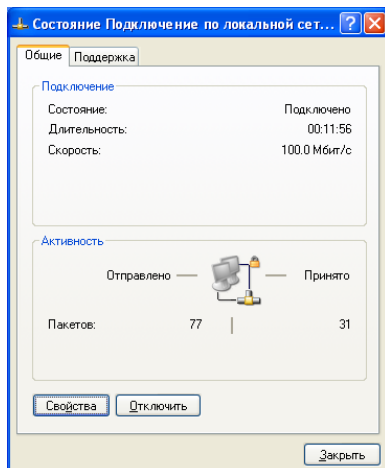 Состояние Подключение по локальной сет...
Общие Поддержка
Подключение
Состояние: Подключено
Длительность: 00:11:56
Скорость: 100.0 Мбит/с
Активность
Отправлено — — Принято
Пакетов: 77 | 31
Свойства Отключить
Закрыть